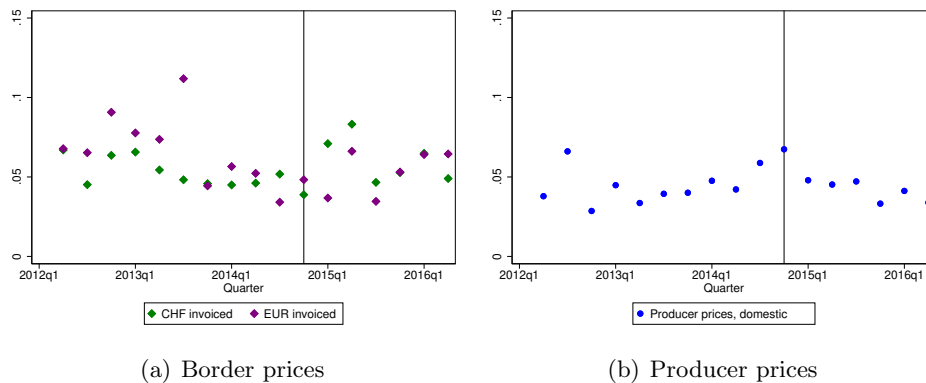 .15
.1
.05
0
2012q1 2013q1 2014q1 2015q1 2016q1
Quarter
CHF invoiced EUR invoiced
(a) Border prices
.15
.1
.05
0
2012q1 2013q1 2014q1 2015q1 2016q1
Quarter
Producer prices, domestic
(b) Producer prices